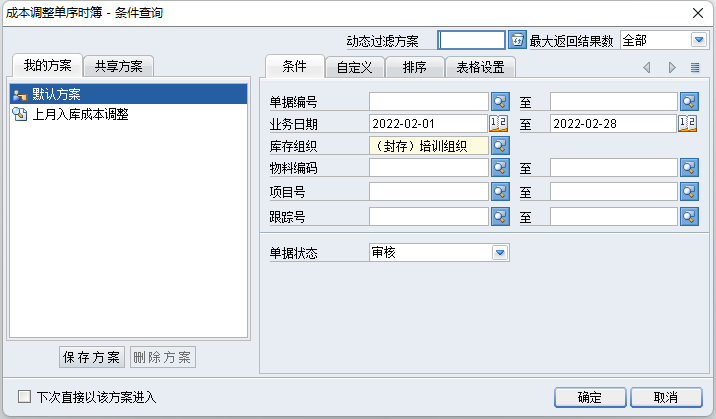 成本调整单序时簿 - 条件查询
动态过滤方案 最大返回结果数 全部
我的方案 共享方案
默认方案
上月入库成本调整
保存方案 删除方案
条件 自定义 排序 表格设置
单据编号 至
业务日期 2022-02-01 至 2022-02-28
库存组织 （封存）培训组织
物料编码 至
项目号 至
跟踪号 至
单据状态 审核
下次直接以该方案进入 确定 取消